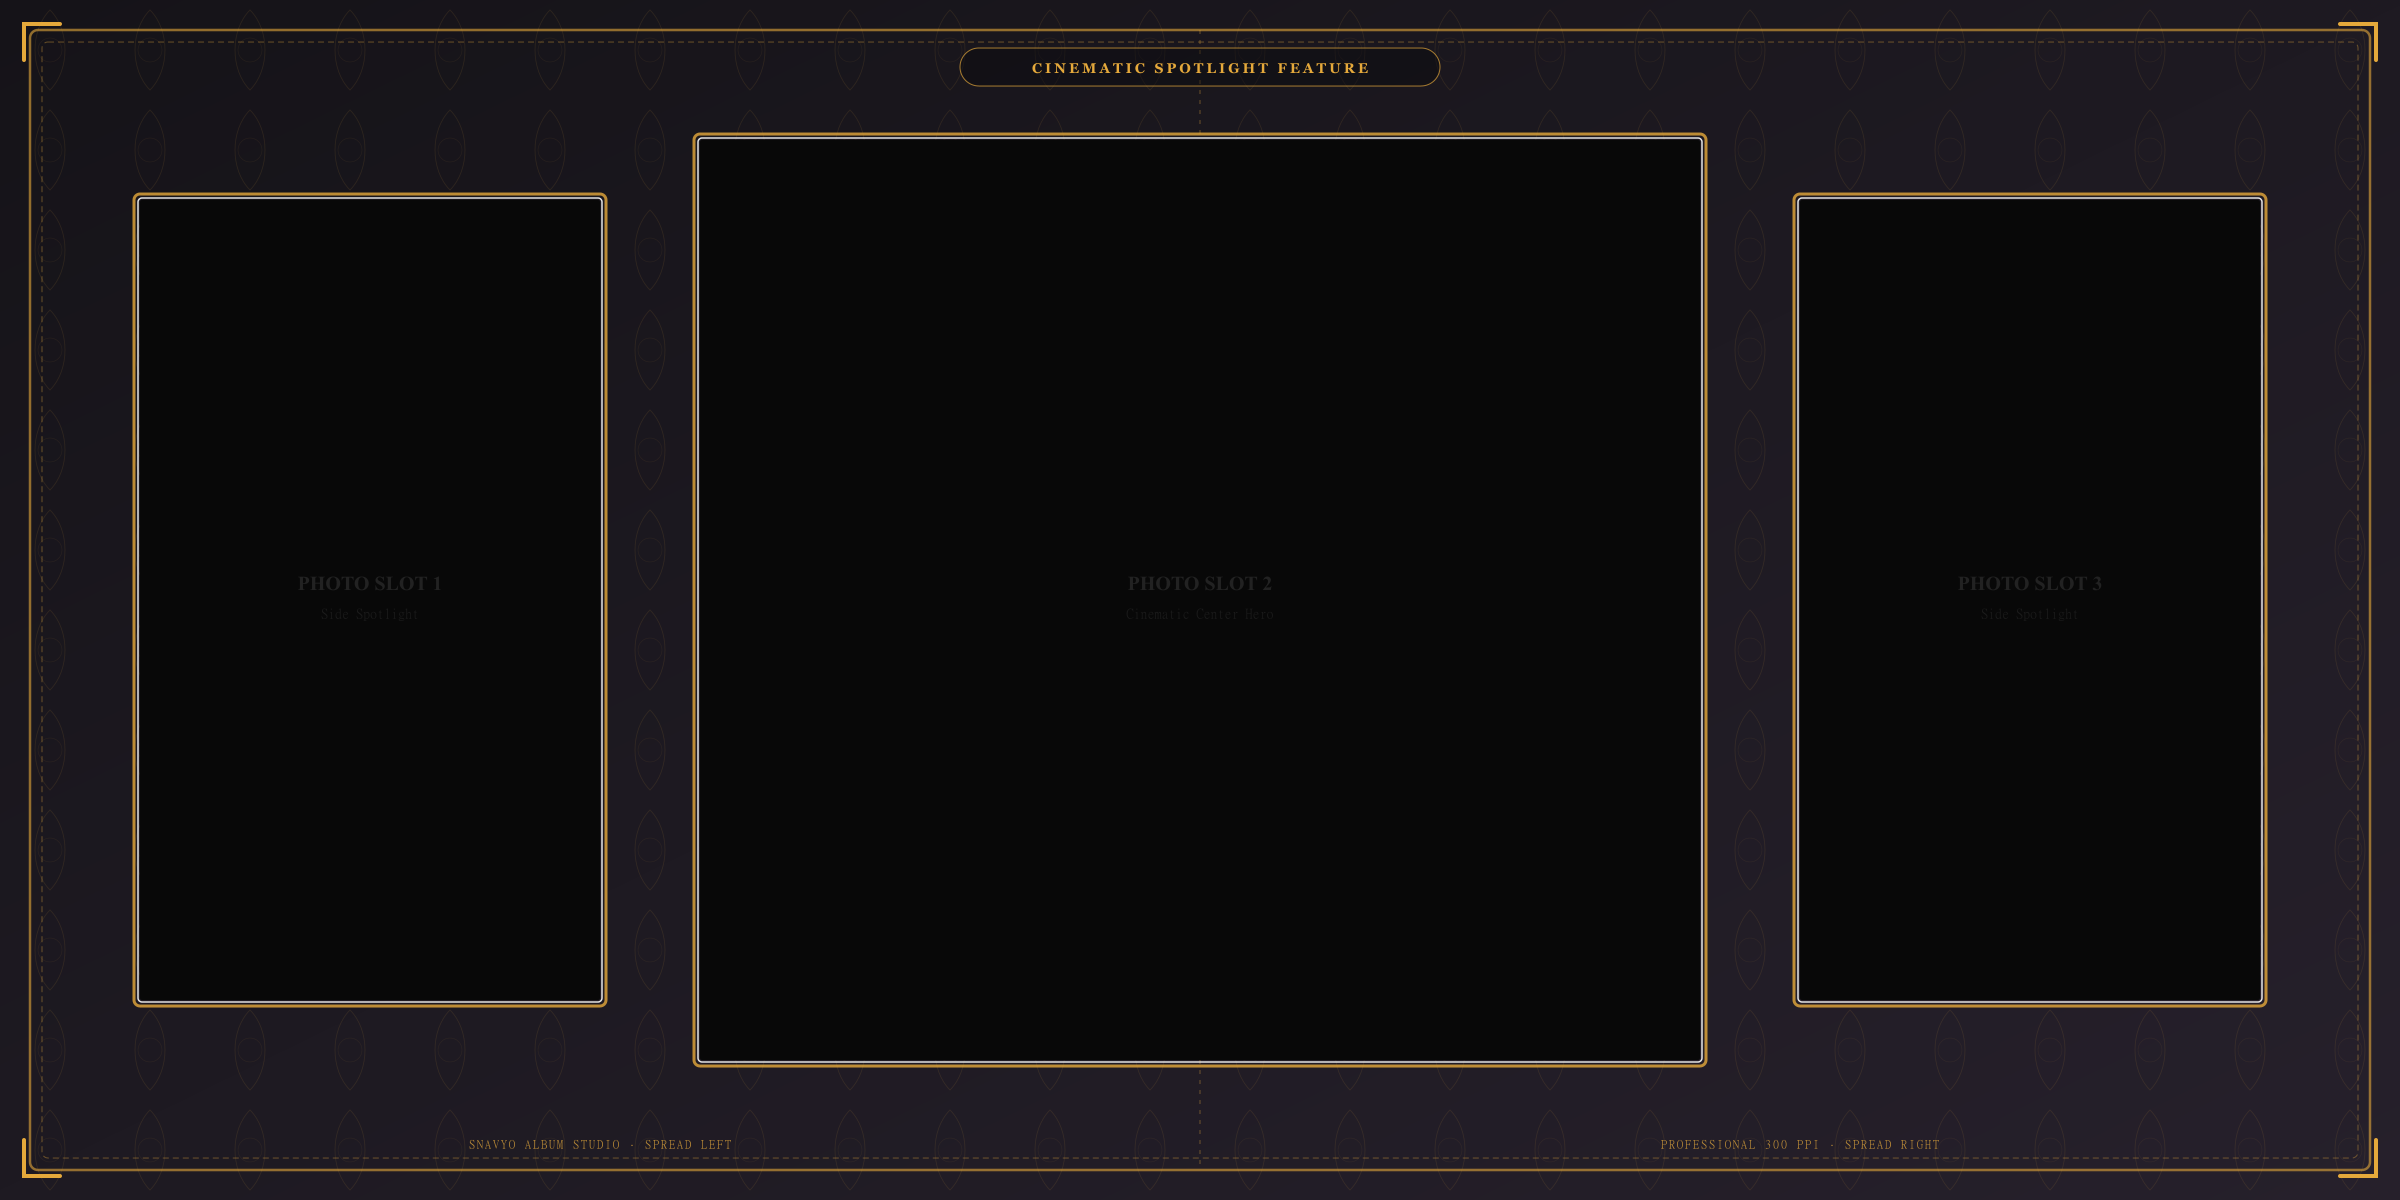 CINEMATIC SPOTLIGHT FEATURE
PHOTO SLOT 1
Side Spotlight
PHOTO SLOT 2
Cinematic Center Hero
PHOTO SLOT 3
Side Spotlight
SNAVYO ALBUM STUDIO · SPREAD LEFT
PROFESSIONAL 300 PPI · SPREAD RIGHT